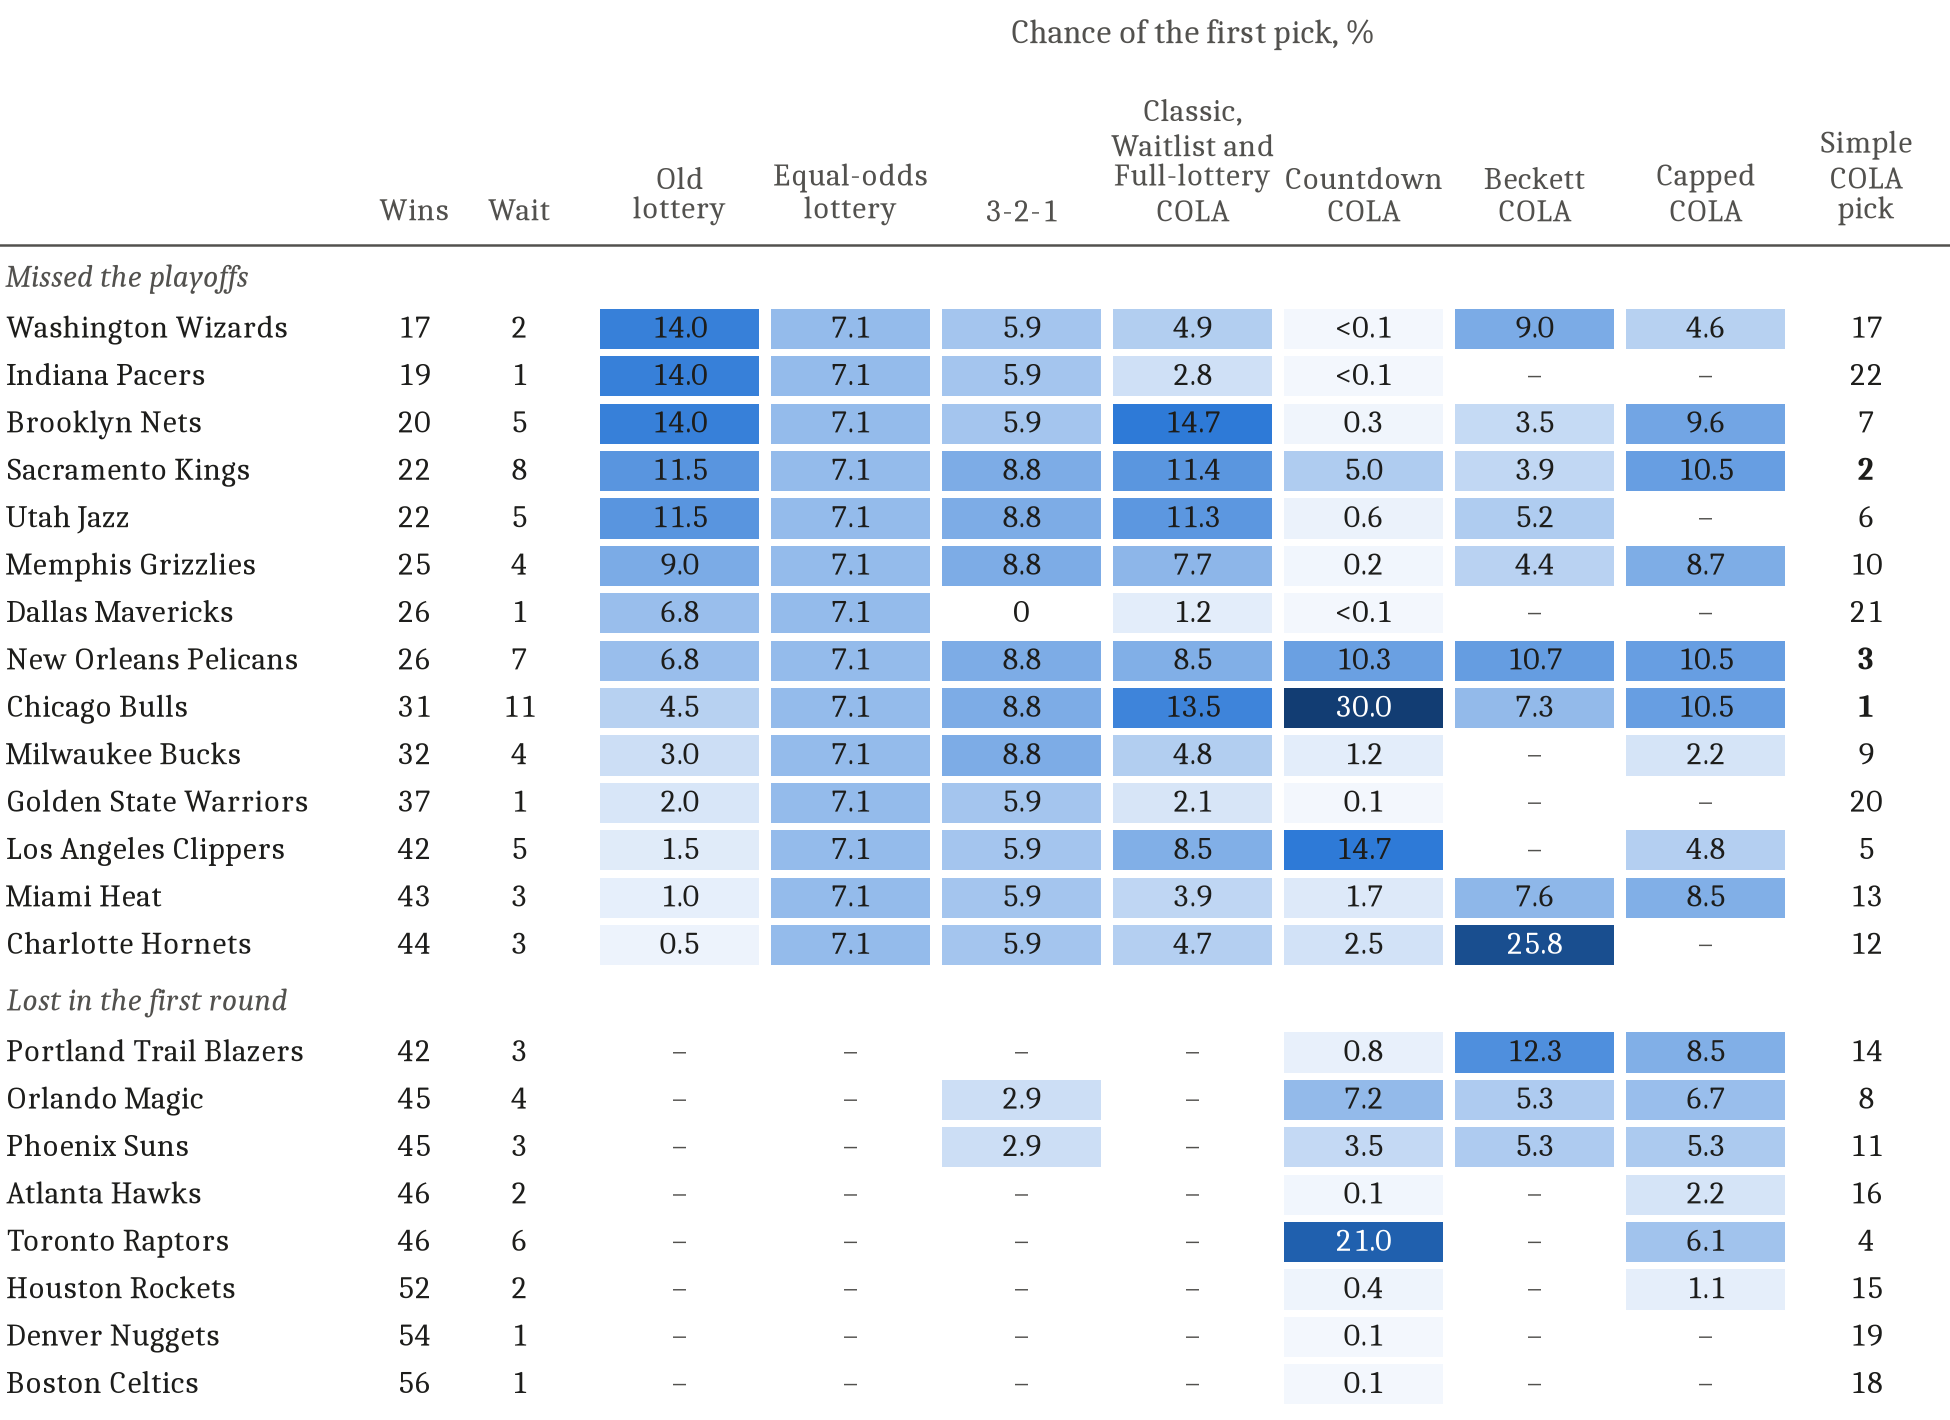 Chance of the first pick, %
Wins Wait Old lottery Equal-odds lottery 3-2-1 Classic, Waitlist and Full-lottery COLA Countdown COLA Beckett COLA Capped COLA Simple COLA pick
Missed the playoffs
Washington Wizards 17 2 14.0 7.1 5.9 4.9 <0.1 9.0 4.6 17
Indiana Pacers 19 1 14.0 7.1 5.9 2.8 <0.1 – – 22
Brooklyn Nets 20 5 14.0 7.1 5.9 14.7 0.3 3.5 9.6 7
Sacramento Kings 22 8 11.5 7.1 8.8 11.4 5.0 3.9 10.5 2
Utah Jazz 22 5 11.5 7.1 8.8 11.3 0.6 5.2 – 6
Memphis Grizzlies 25 4 9.0 7.1 8.8 7.7 0.2 4.4 8.7 10
Dallas Mavericks 26 1 6.8 7.1 0 1.2 <0.1 – – 21
New Orleans Pelicans 26 7 6.8 7.1 8.8 8.5 10.3 10.7 10.5 3
Chicago Bulls 31 11 4.5 7.1 8.8 13.5 30.0 7.3 10.5 1
Milwaukee Bucks 32 4 3.0 7.1 8.8 4.8 1.2 – 2.2 9
Golden State Warriors 37 1 2.0 7.1 5.9 2.1 0.1 – – 20
Los Angeles Clippers 42 5 1.5 7.1 5.9 8.5 14.7 – 4.8 5
Miami Heat 43 3 1.0 7.1 5.9 3.9 1.7 7.6 8.5 13
Charlotte Hornets 44 3 0.5 7.1 5.9 4.7 2.5 25.8 – 12
Lost in the first round
Portland Trail Blazers 42 3 – – – – 0.8 12.3 8.5 14
Orlando Magic 45 4 – – 2.9 – 7.2 5.3 6.7 8
Phoenix Suns 45 3 – – 2.9 – 3.5 5.3 5.3 11
Atlanta Hawks 46 2 – – – – 0.1 – 2.2 16
Toronto Raptors 46 6 – – – – 21.0 – 6.1 4
Houston Rockets 52 2 – – – – 0.4 – 1.1 15
Denver Nuggets 54 1 – – – – 0.1 – – 19
Boston Celtics 56 1 – – – – 0.1 – – 18